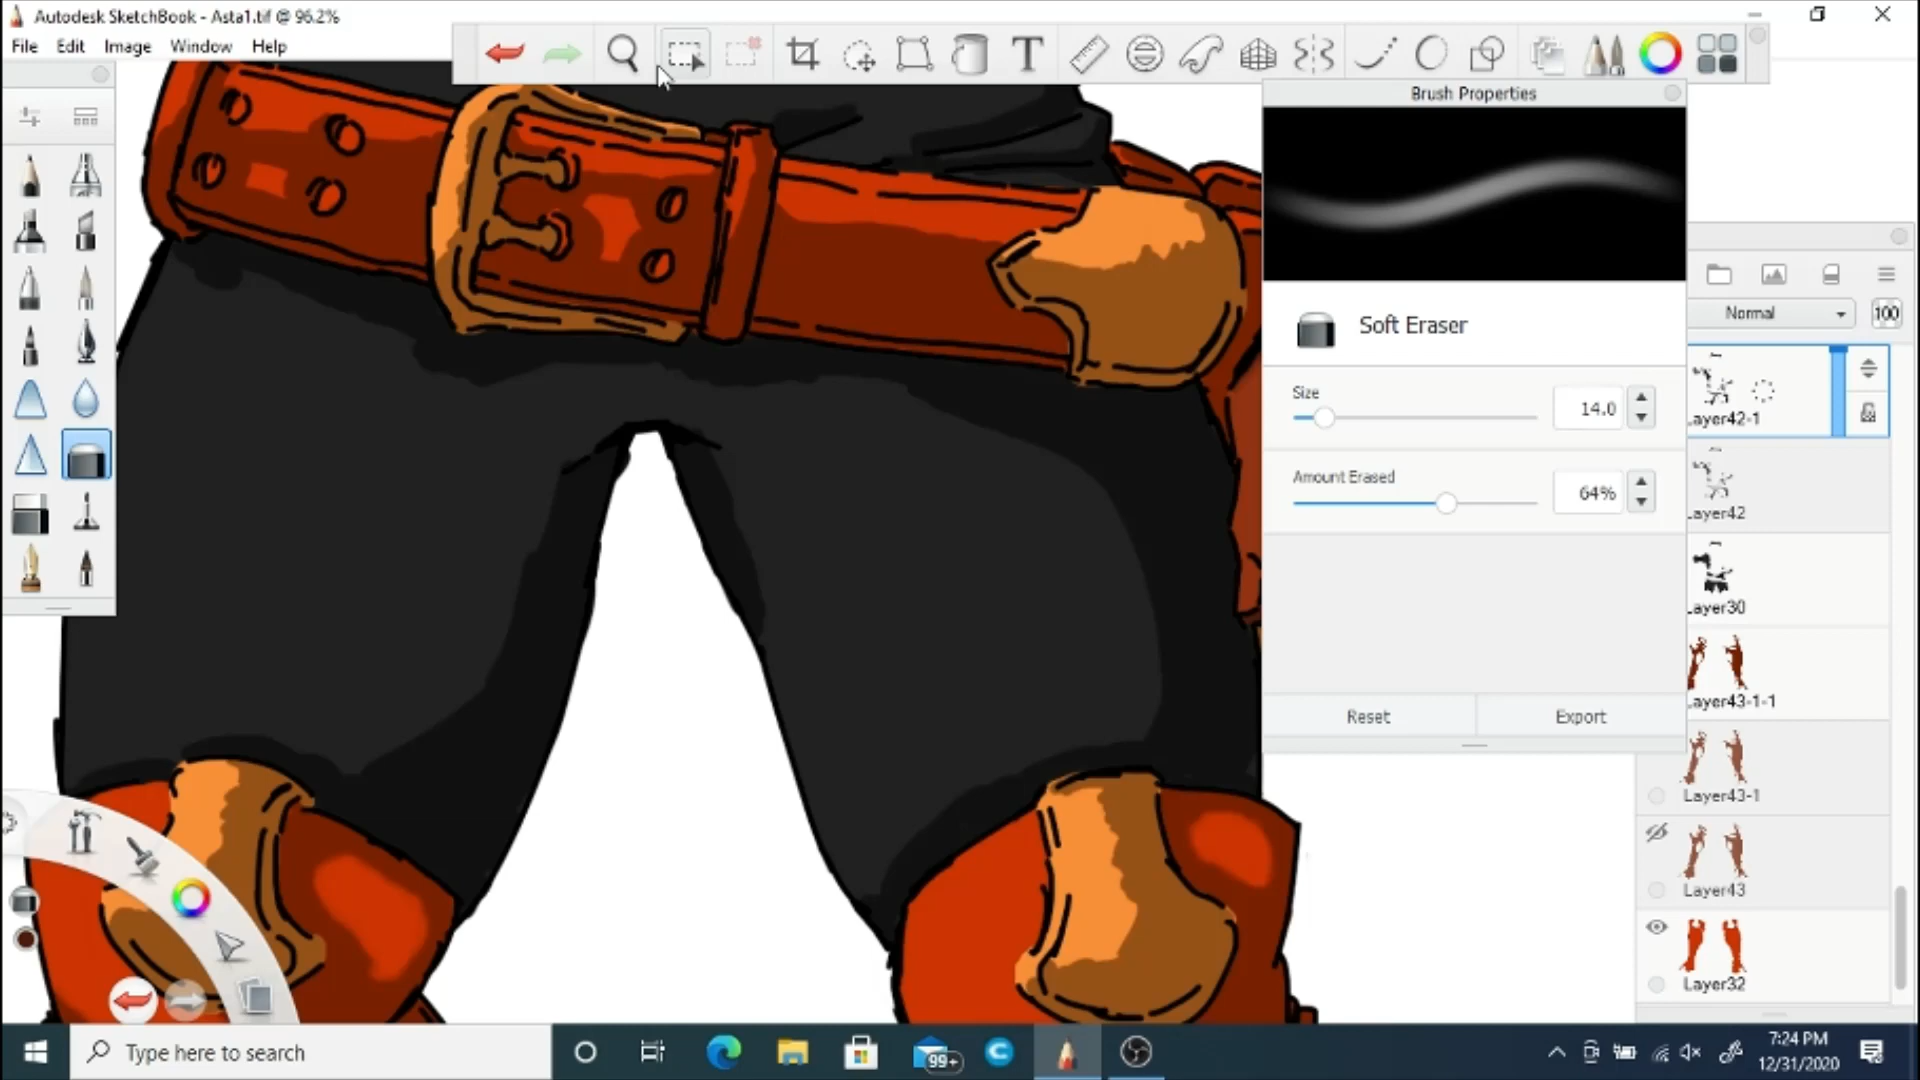 Autodesk SketchBook - Asta1.tif @ 96.2%
File Edit Image Window Help
T
Brush Properties
Soft Eraser
Size
14.0
Amount Erased
64%
Reset
Export
Normal
100
Layer42-1
Layer42
Layer30
Layer43-1-1
Layer43-1
Layer43
Layer32
Type here to search
99+
7:24 PM
12/31/2020